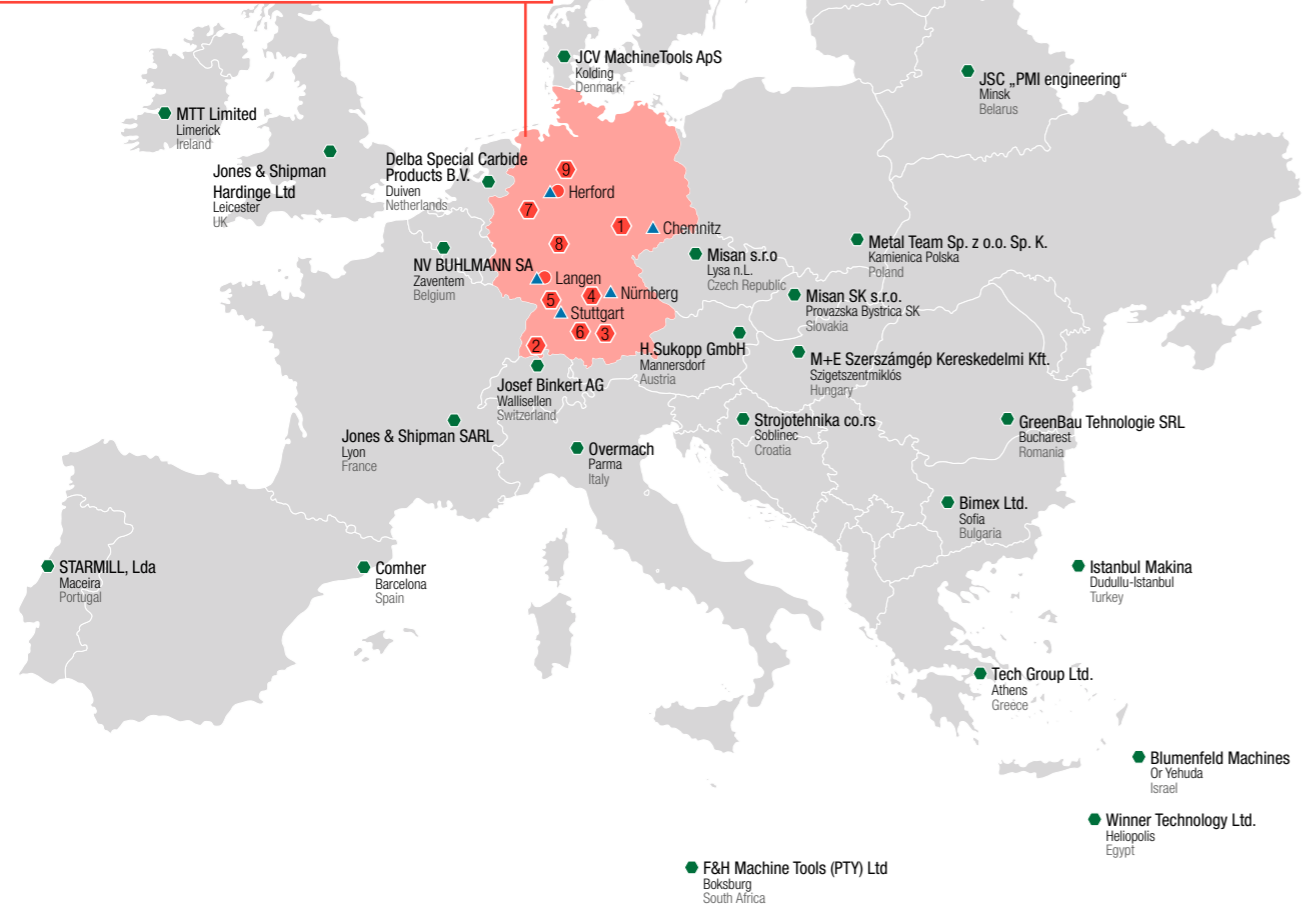 JCV MachineTools ApS
Kolding
Denmark
JSC „PMI engineering“
Minsk
Belarus
MTT Limited
Limerick
Ireland
Jones & Shipman
Hardinge Ltd
Leicester
UK
Delba Special Carbide
Products B.V.
Duiven
Netherlands
9
Herford
7
1
Chemnitz
8
NV BUHLMANN SA
Zaventem
Belgium
Langen
5
4
Nürnberg
Stuttgart
6
3
2
Misan s.r.o
Lysa n.L.
Czech Republic
Metal Team Sp. z o.o. Sp. K.
Kamienica Polska
Poland
Misan SK s.r.o.
Provazska Bystrica SK
Slovakia
H.Sukopp GmbH
Mannersdorf
Austria
M+E Szerszámgép Kereskedelmi Kft.
Szigetszentmiklós
Hungary
Josef Binkert AG
Wallisellen
Switzerland
Jones & Shipman SARL
Lyon
France
Overmach
Parma
Italy
Strojotehnika co.rs
Soblinec
Croatia
GreenBau Tehnologie SRL
Bucharest
Romania
Bimex Ltd.
Sofia
Bulgaria
STARMILL, Lda
Maceira
Portugal
Comher
Barcelona
Spain
Istanbul Makina
Dudullu-Istanbul
Turkey
Tech Group Ltd.
Athens
Greece
Blumenfeld Machines
Or Yehuda
Israel
Winner Technology Ltd.
Heliopolis
Egypt
F&H Machine Tools (PTY) Ltd
Boksburg
South Africa